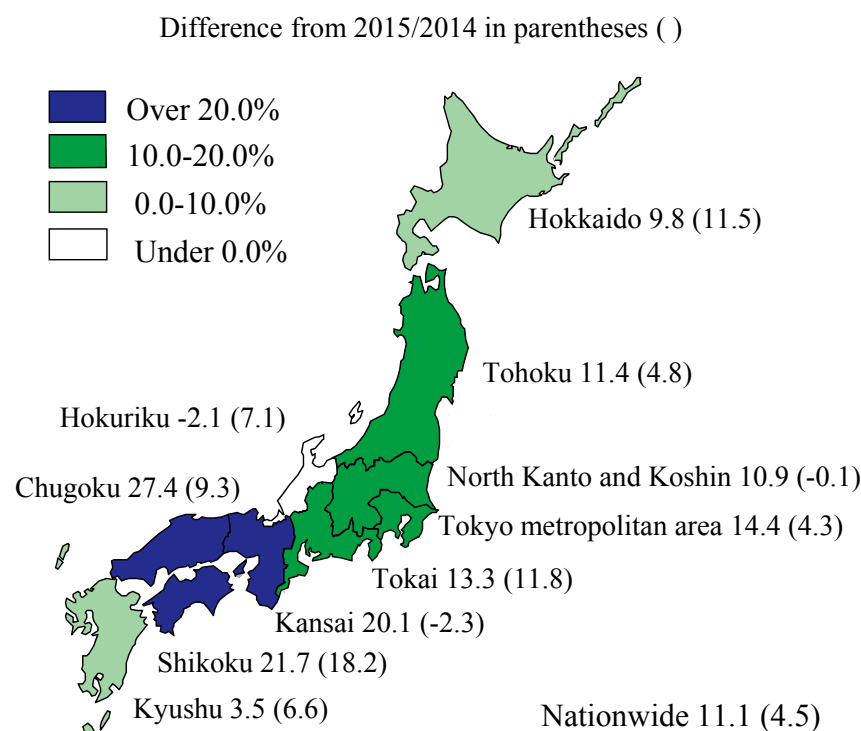 Difference from 2015/2014 in parentheses ( )
Over 20.0%
10.0-20.0%
0.0-10.0%
Under 0.0%
Hokkaido 9.8 (11.5)
Tohoku 11.4 (4.8)
Hokuriku -2.1 (7.1)
North Kanto and Koshin 10.9 (-0.1)
Chugoku 27.4 (9.3)
Tokyo metropolitan area 14.4 (4.3)
Tokai 13.3 (11.8)
Kansai 20.1 (-2.3)
Shikoku 21.7 (18.2)
Kyushu 3.5 (6.6)
Nationwide 11.1 (4.5)